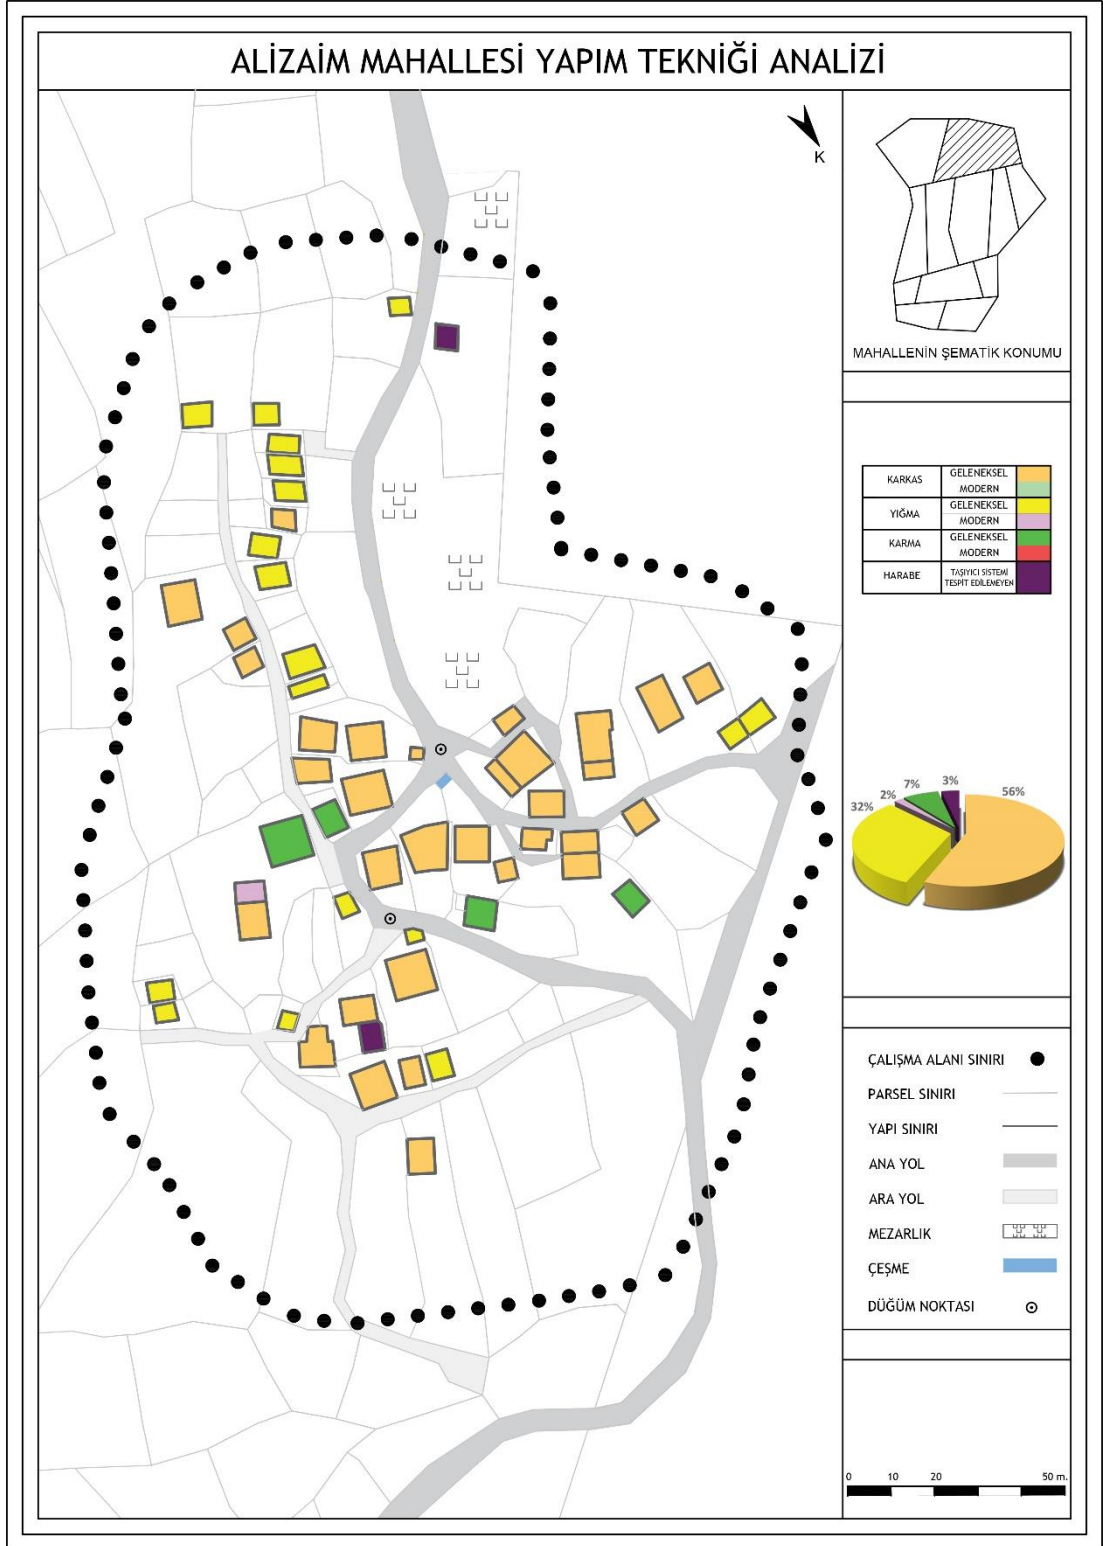 ALİZAİM MAHALLESİ YAPIM TEKNİĞİ ANALİZİ
K
MAHALLENİN ŞEMATİK KONUMU
KARKAS
GELENEKSEL
MODERN
YIĞMA
GELENEKSEL
MODERN
KARMA
GELENEKSEL
MODERN
HARABE
TAŞIYICI SİSTEMİ
TESPİT EDİLEMEYEN
32%
2%
7%
3%
56%
ÇALIŞMA ALANI SINIRI
PARSEL SINIRI
YAPI SINIRI
ANA YOL
ARA YOL
MEZARLIK
ÇEŞME
DÜĞÜM NOKTASI
0 10 20 50 m.